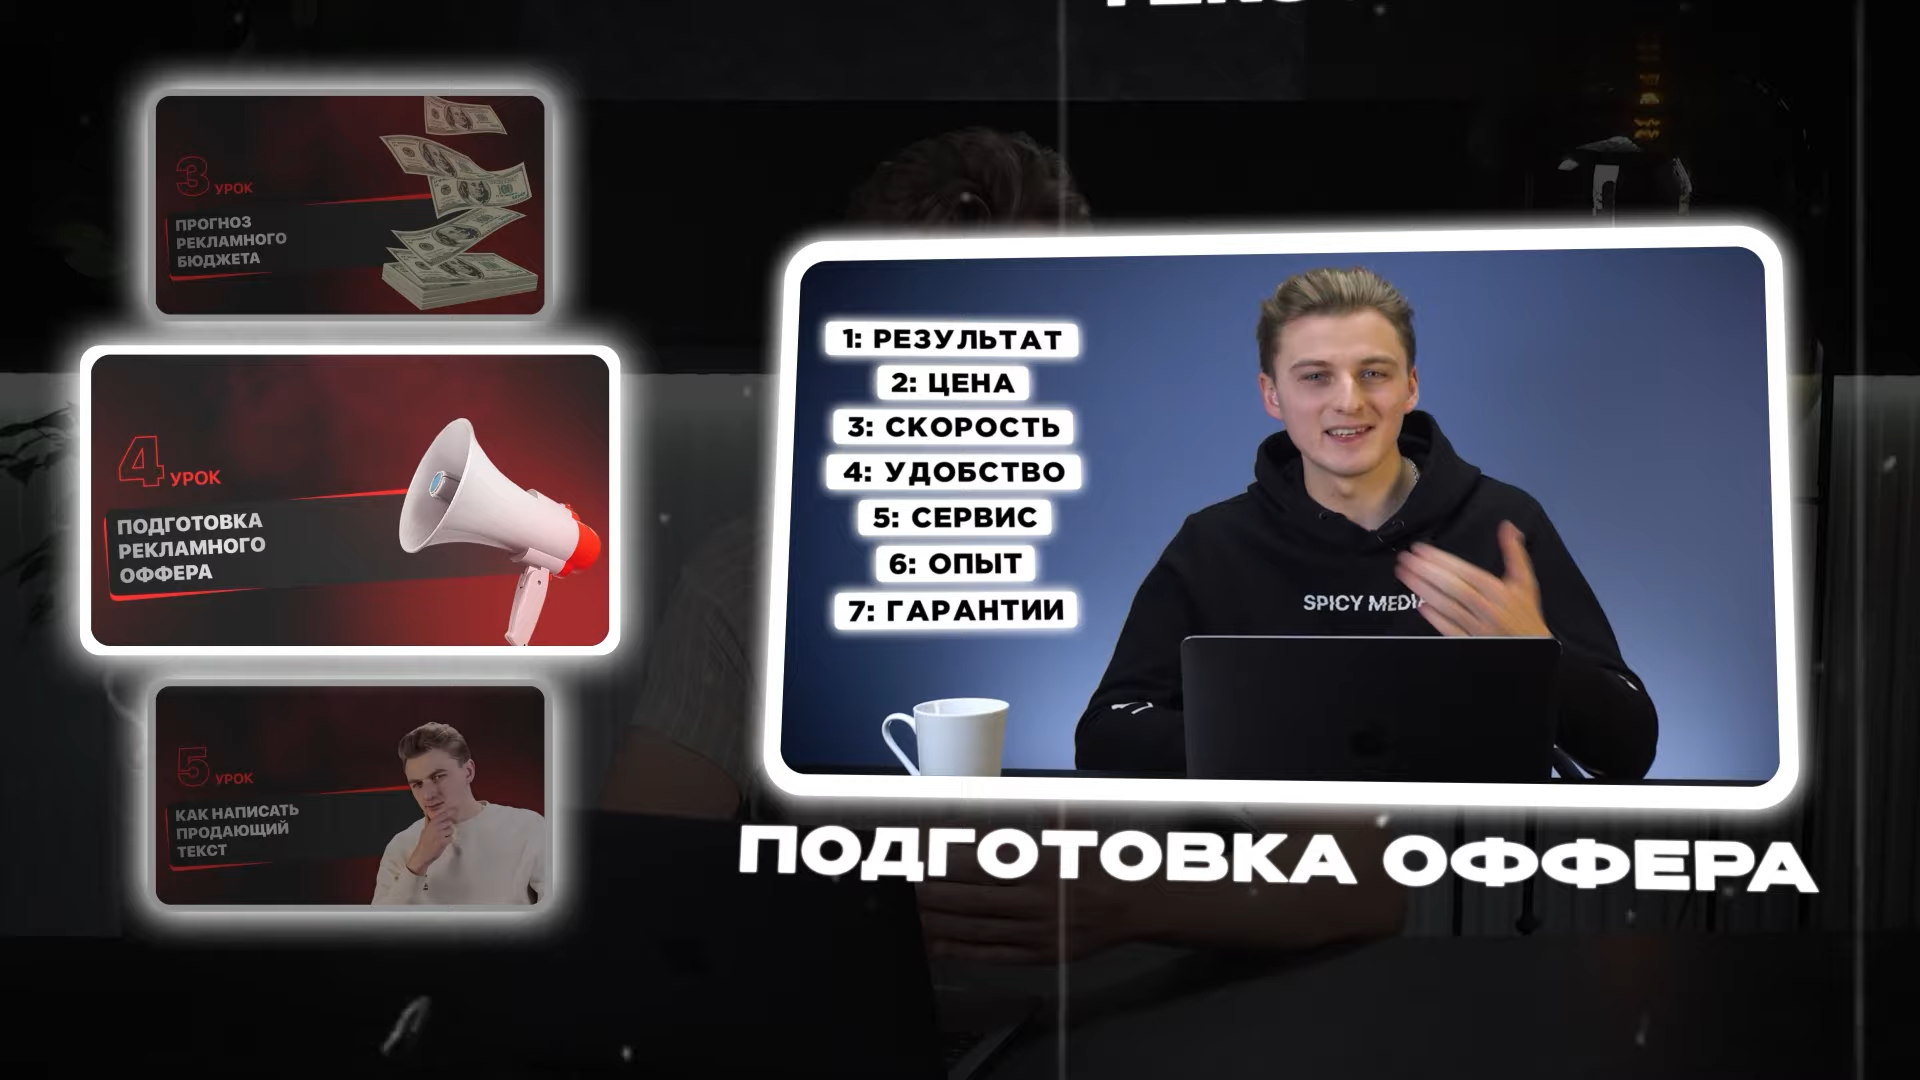 3 УРОК
ПРОГНОЗ
РЕКЛАМНОГО
БЮДЖЕТА
4 УРОК
ПОДГОТОВКА
РЕКЛАМНОГО
ОФФЕРА
5 УРОК
КАК НАПИСАТЬ
ПРОДАЮЩИЙ
ТЕКСТ
1: РЕЗУЛЬТАТ
2: ЦЕНА
3: СКОРОСТЬ
4: УДОБСТВО
5: СЕРВИС
6: ОПЫТ
7: ГАРАНТИИ
SPICY MEDIA
ПОДГОТОВКА ОФФЕРА